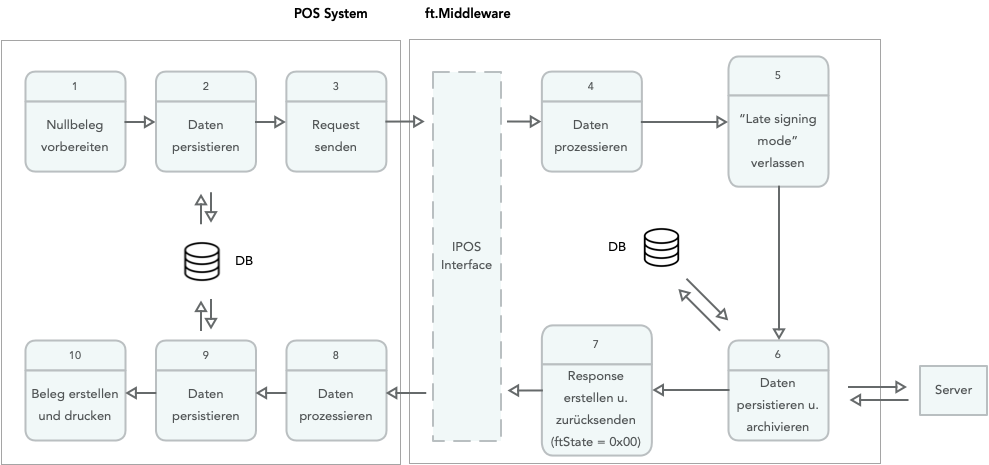 POS System
ft.Middleware
1
Nullbeleg
vorbereiten
2
Daten
persistieren
3
Request
senden
4
Daten
prozessieren
5
“Late signing
mode”
verlassen
DB
IPOS
Interface
DB
10
Beleg erstellen
und drucken
9
Daten
persistieren
8
Daten
prozessieren
7
Response
erstellen u.
zurücksenden
(ftState = 0x00)
6
Daten
persistieren u.
archivieren
Server